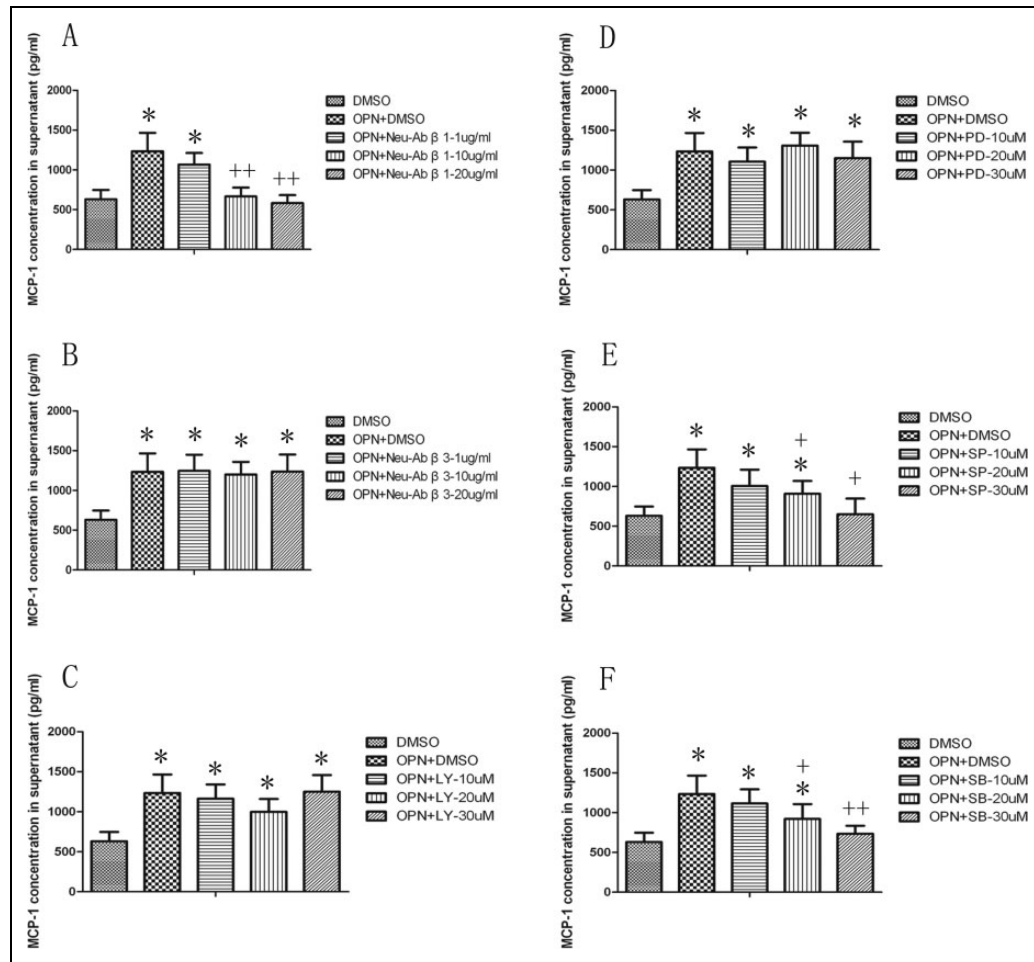 A
MCP-1 concentration in supernatant (pg/ml)
2000
1500
1000
500
0
*
*
++
++
DMSO
OPN+DMSO
OPN+Neu-Ab β 1-1ug/ml
OPN+Neu-Ab β 1-10ug/ml
OPN+Neu-Ab β 1-20ug/ml
B
MCP-1 concentration in supernatant (pg/ml)
2000
1500
1000
500
0
*
*
*
*
DMSO
OPN+DMSO
OPN+Neu-Ab β 3-1ug/ml
OPN+Neu-Ab β 3-10ug/ml
OPN+Neu-Ab β 3-20ug/ml
C
MCP-1 concentration in supernatant (pg/ml)
2000
1500
1000
500
0
*
*
*
*
DMSO
OPN+DMSO
OPN+LY-10uM
OPN+LY-20uM
OPN+LY-30uM
D
MCP-1 concentration in supernatant (pg/ml)
2000
1500
1000
500
0
*
*
*
*
DMSO
OPN+DMSO
OPN+PD-10uM
OPN+PD-20uM
OPN+PD-30uM
E
MCP-1 concentration in supernatant (pg/ml)
2000
1500
1000
500
0
*
*
+
*
+
DMSO
OPN+DMSO
OPN+SP-10uM
OPN+SP-20uM
OPN+SP-30uM
F
MCP-1 concentration in supernatant (pg/ml)
2000
1500
1000
500
0
*
*
+
*
++
DMSO
OPN+DMSO
OPN+SB-10uM
OPN+SB-20uM
OPN+SB-30uM